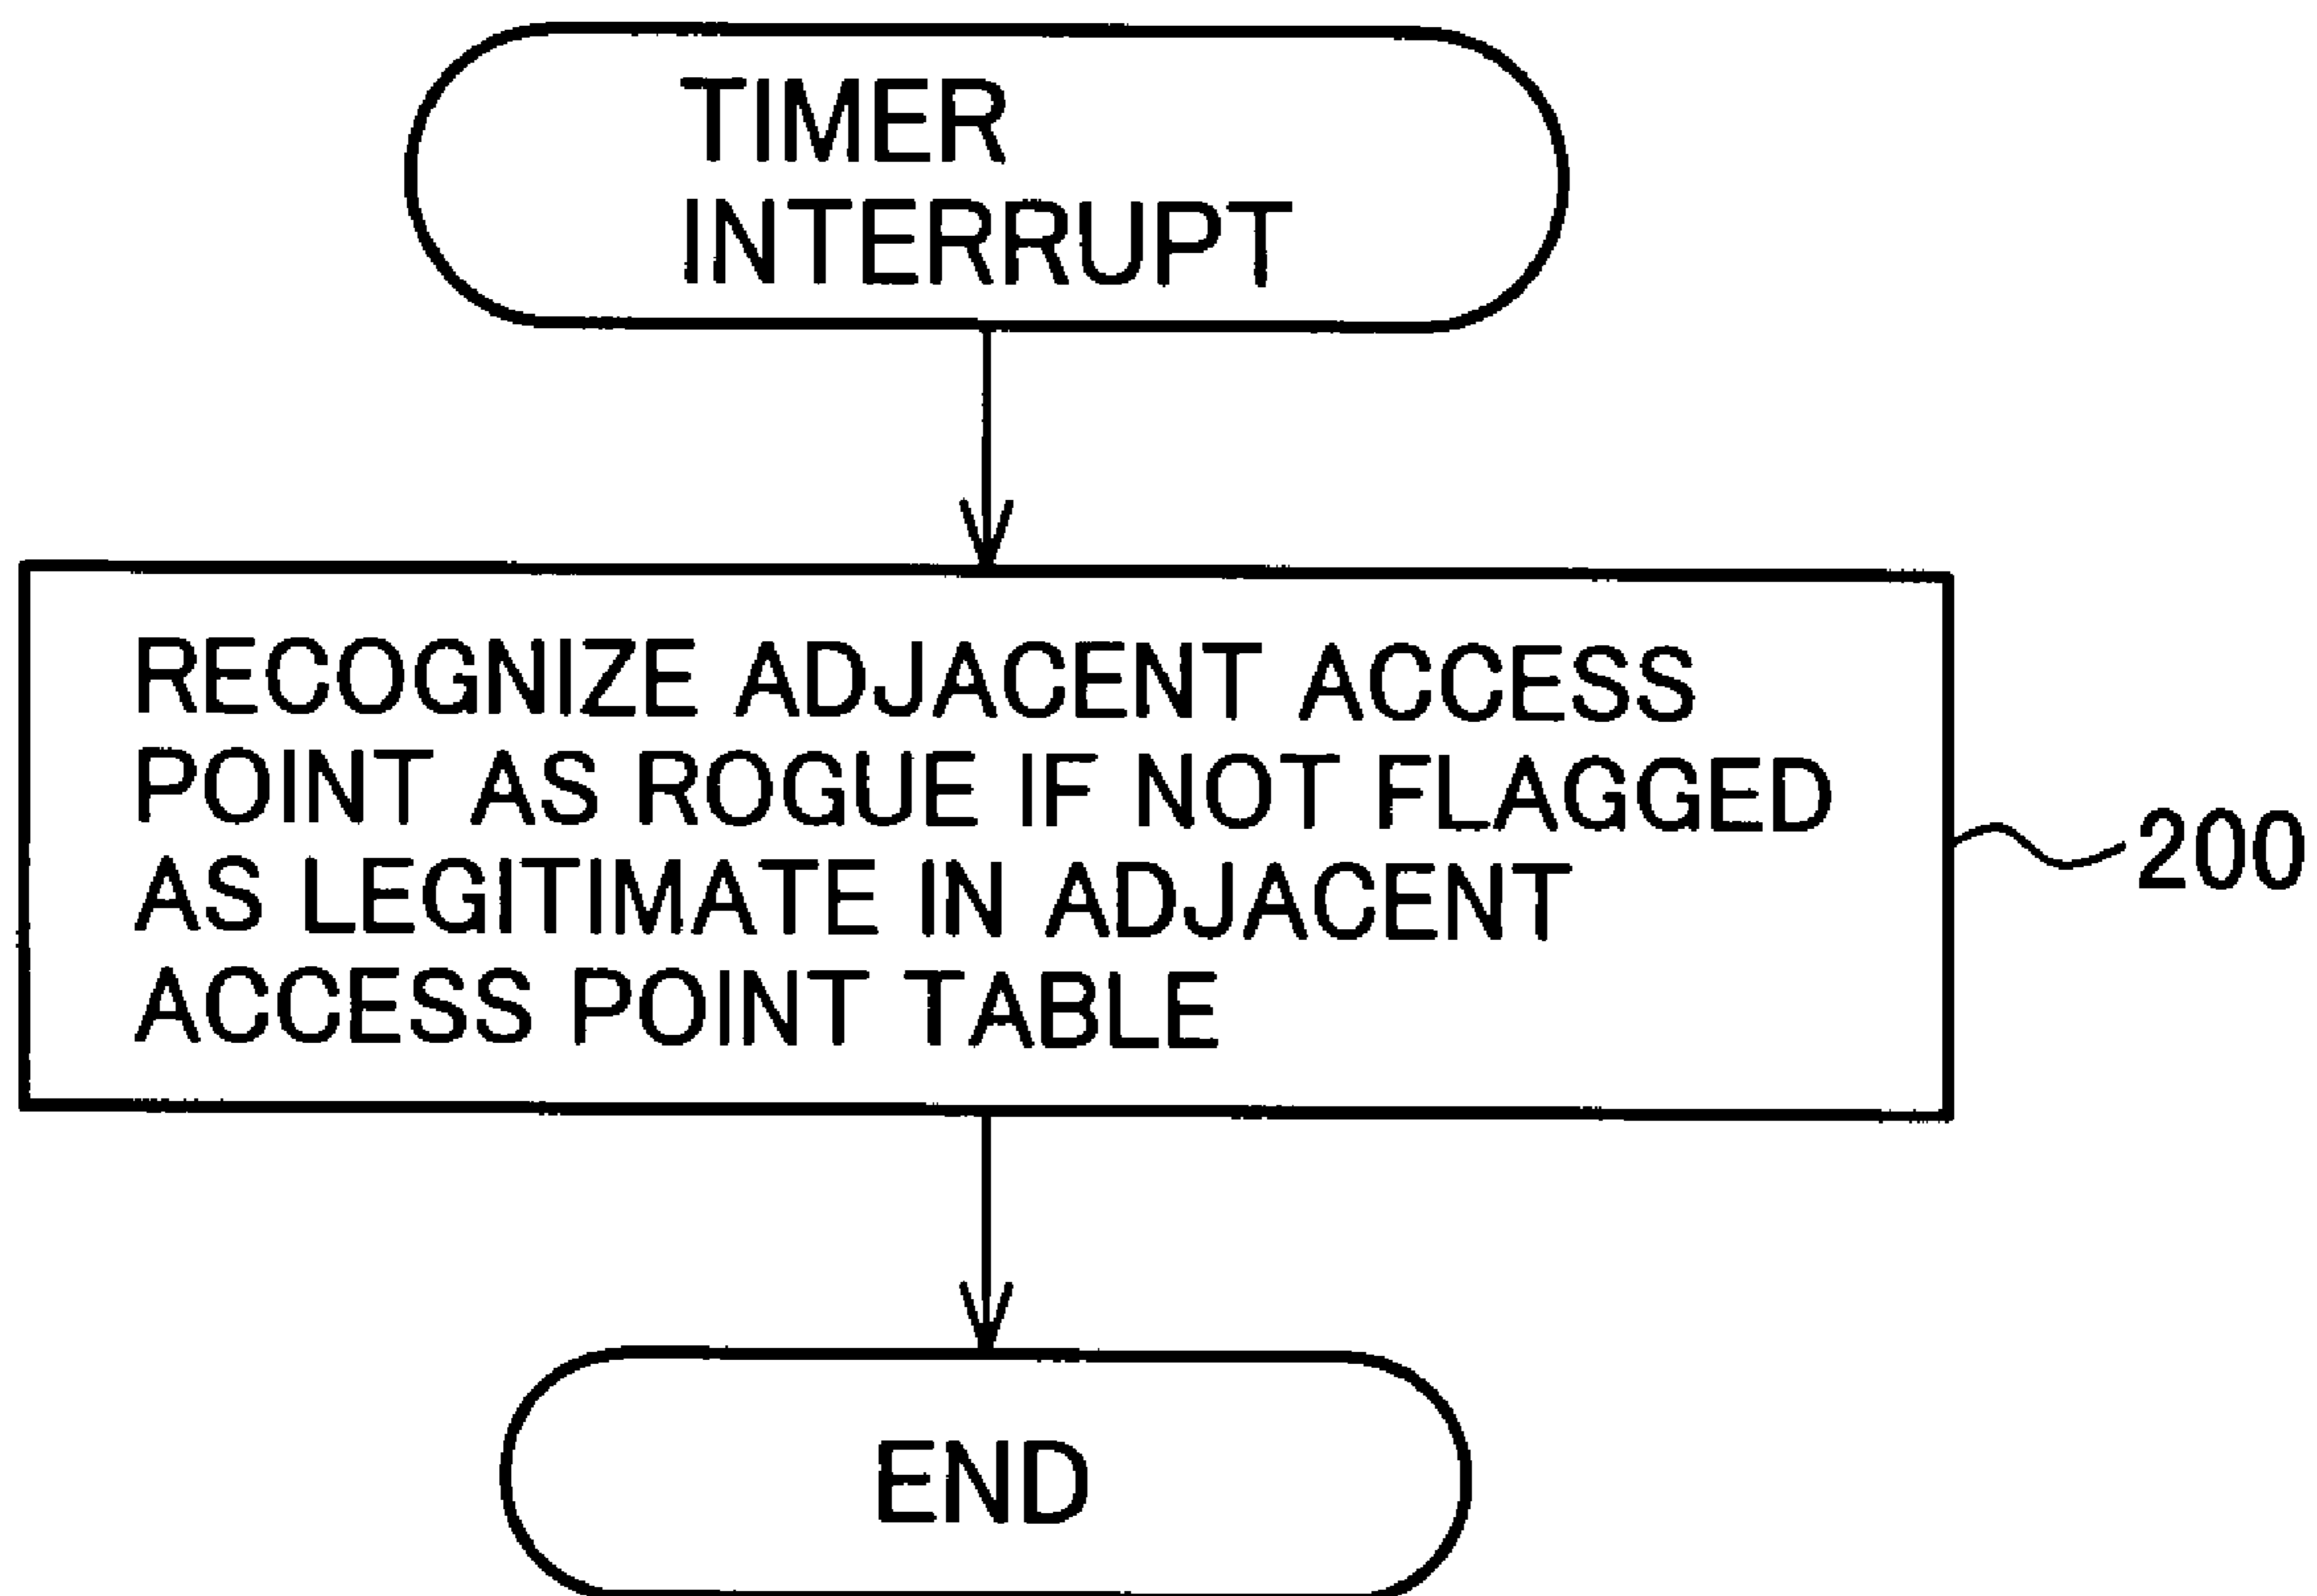 TIMER
INTERRUPT
RECOGNIZE ADJACENT ACCESS
POINT AS ROGUE IF NOT FLAGGED
AS LEGITIMATE IN ADJACENT
ACCESS POINT TABLE
200
END